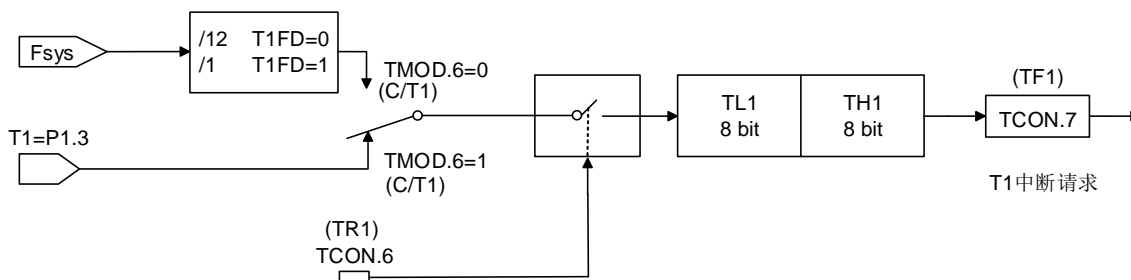 Fsys
/12 T1FD=0
/1 T1FD=1
TMOD.6=0
(C/T1)
T1=P1.3
TMOD.6=1
(C/T1)
(TR1)
TCON.6
TL1
8 bit
TH1
8 bit
(TF1)
TCON.7
T1中断请求